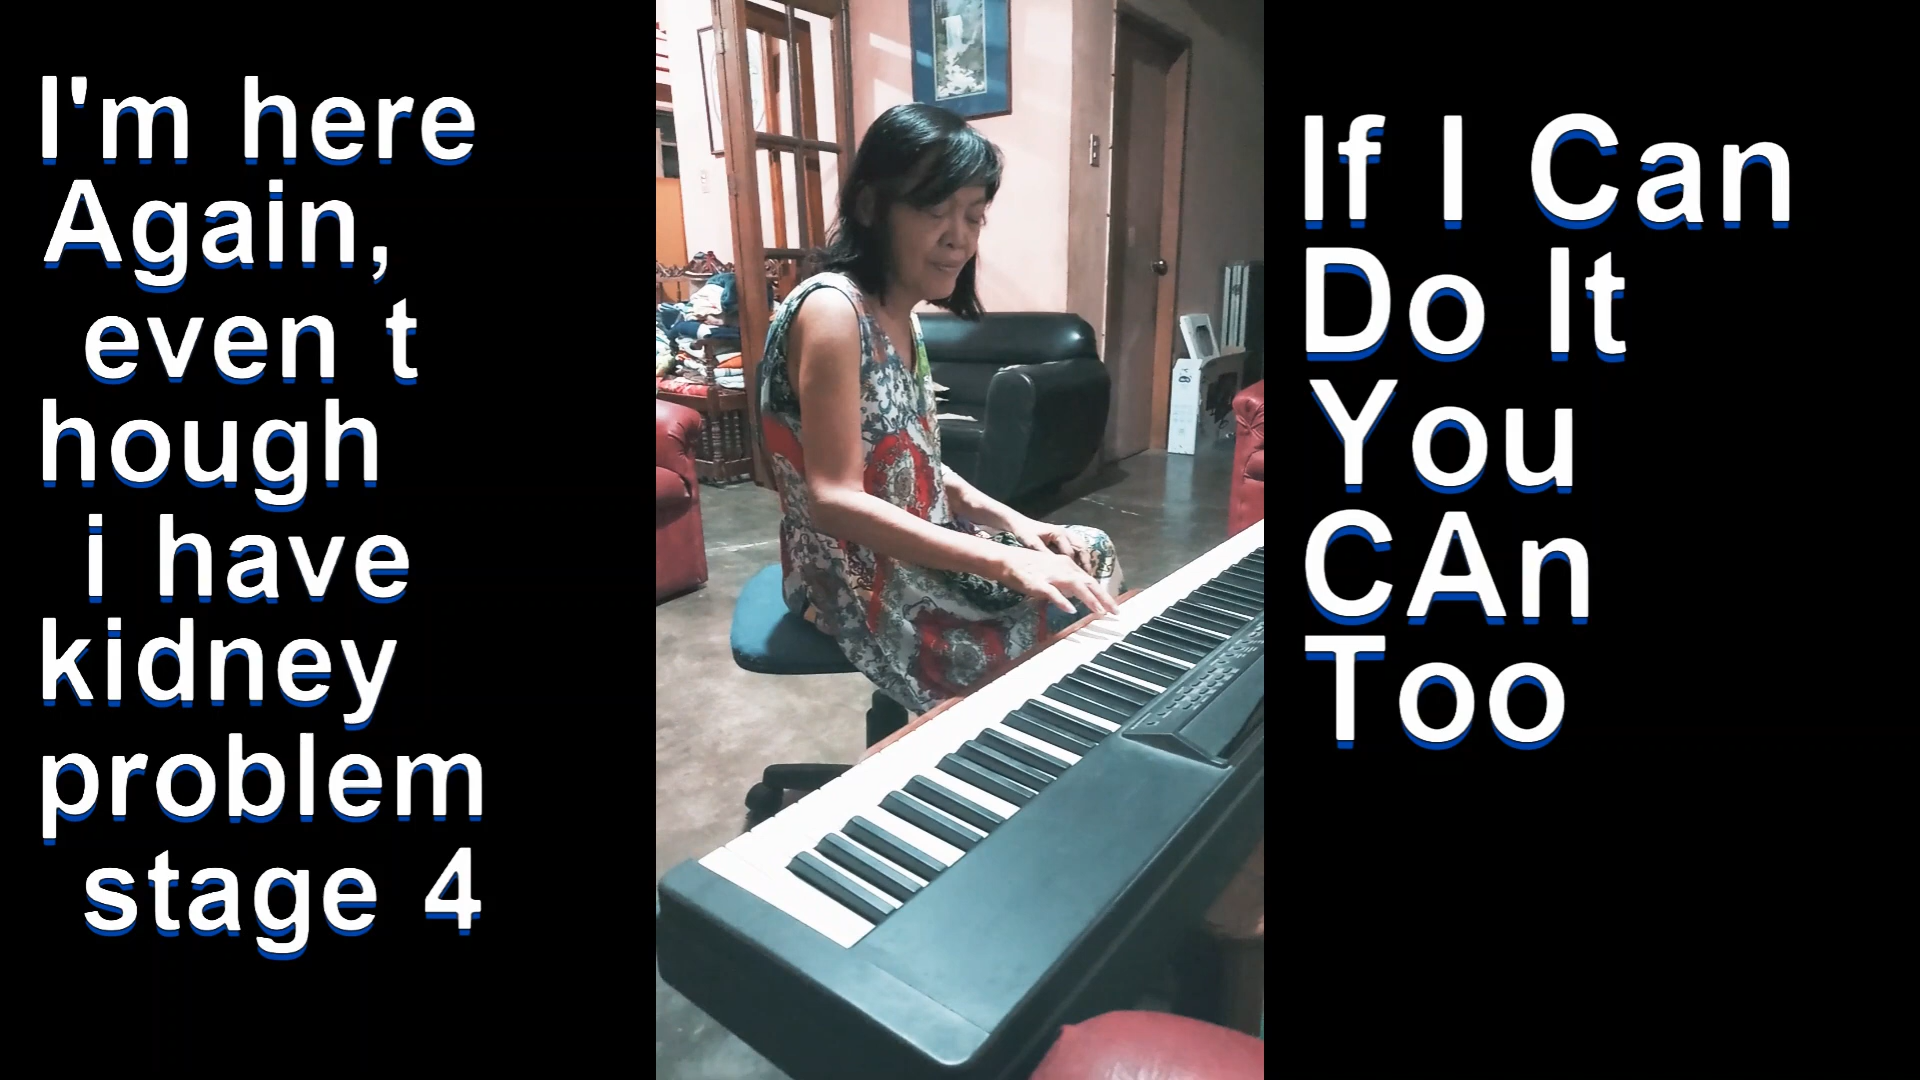 I'm here
Again,
even t
hough
i have
kidney
problem
stage 4
If I Can
Do It
You
CAn
Too